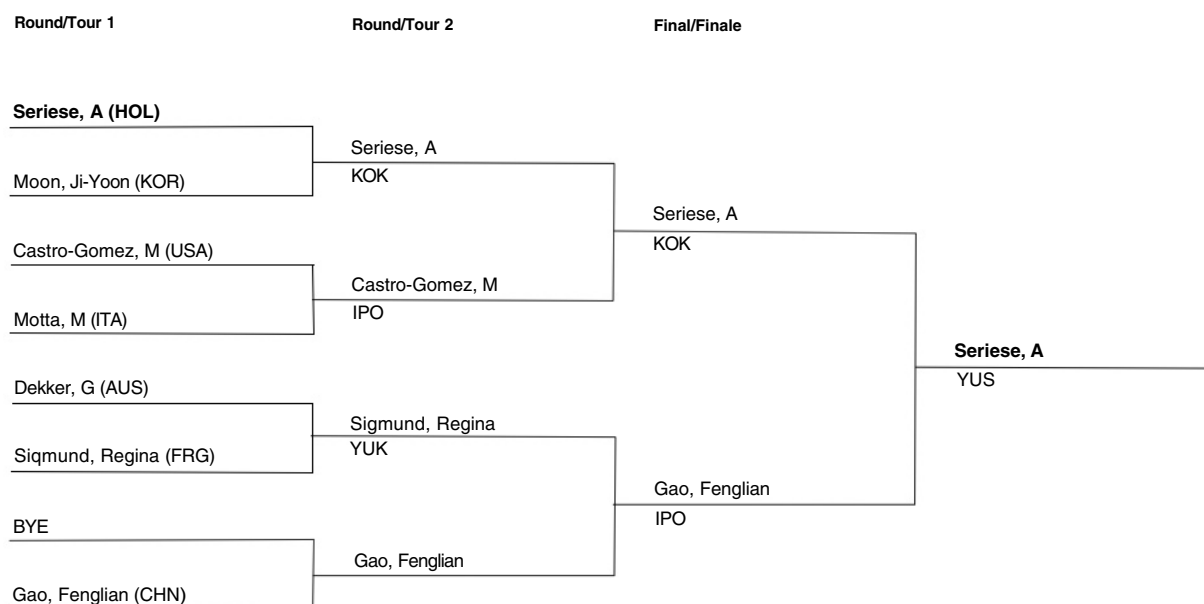 Round/Tour 1 Round/Tour 2 Final/Finale
Seriese, A (HOL)
Seriese, A
KOK
Moon, Ji-Yoon (KOR)
Seriese, A
KOK
Castro-Gomez, M (USA)
Castro-Gomez, M
IPO
Motta, M (ITA)
Seriese, A
YUS
Dekker, G (AUS)
Sigmund, Regina
YUK
Siqmund, Regina (FRG)
Gao, Fenglian
IPO
BYE
Gao, Fenglian
Gao, Fenglian (CHN)